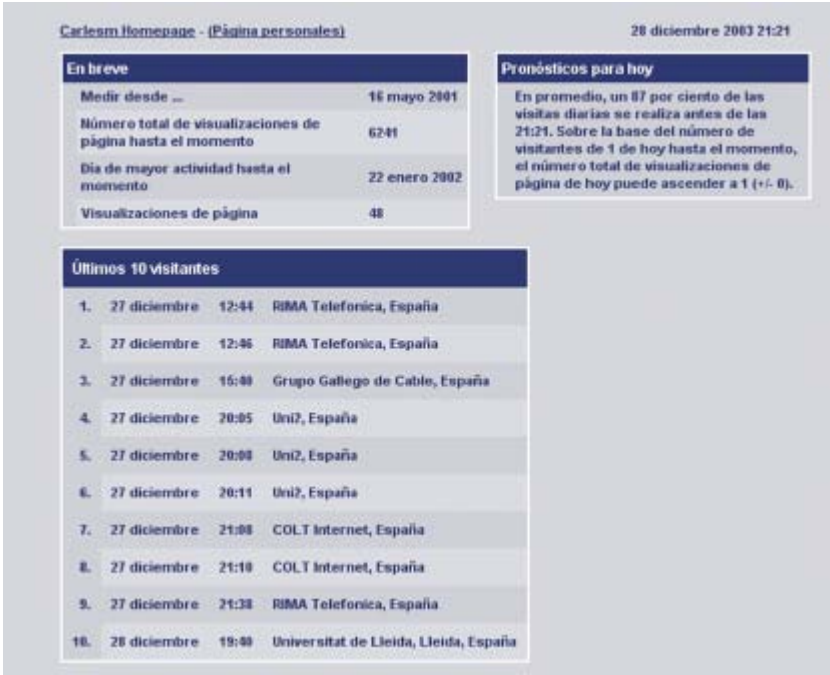 Carlesm Homepage - (Página personales)
28 diciembre 2003 21:21
En breve
Medir desde ... 16 mayo 2001
Número total de visualizaciones de
página hasta el momento 6241
Día de mayor actividad hasta el
momento 22 enero 2002
Visualizaciones de página 48
Pronósticos para hoy
En promedio, un 87 por ciento de las
visitas diarias se realiza antes de las
21:21. Sobre la base del número de
visitantes de 1 de hoy hasta el momento,
el número total de visualizaciones de
página de hoy puede ascender a 1 (+/- 0).
Últimos 10 visitantes
1. 27 diciembre 12:44 RIMA Telefonica, España
2. 27 diciembre 12:46 RIMA Telefonica, España
3. 27 diciembre 15:40 Grupo Gallego de Cable, España
4. 27 diciembre 20:05 Uni2, España
5. 27 diciembre 20:08 Uni2, España
6. 27 diciembre 20:11 Uni2, España
7. 27 diciembre 21:08 COLT Internet, España
8. 27 diciembre 21:10 COLT Internet, España
9. 27 diciembre 21:38 RIMA Telefonica, España
10. 28 diciembre 19:40 Universitat de Lleida, Lleida, España